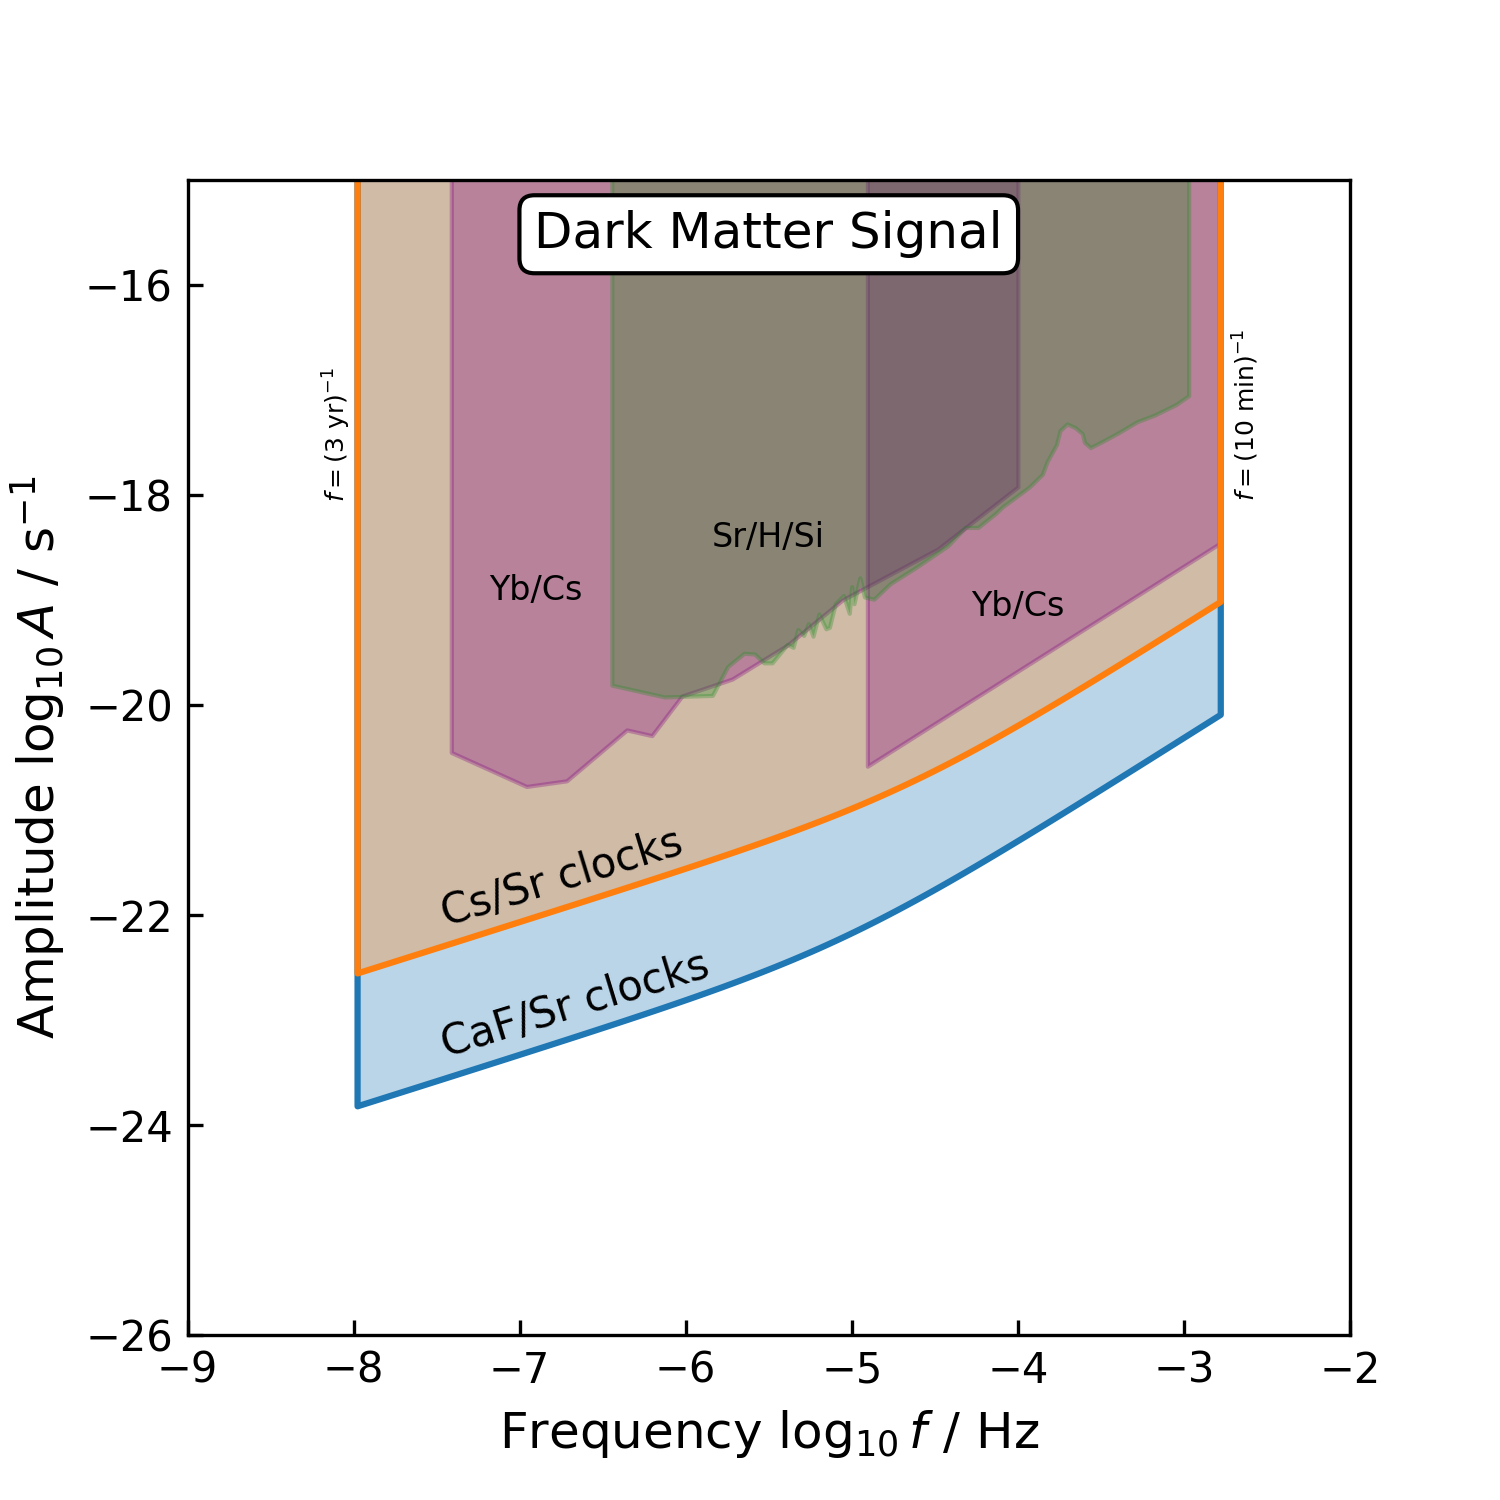 Dark Matter Signal
−16
−18
−20
−22
−24
−26
Amplitude log₁₀ A / s⁻¹
f = (3 yr)⁻¹
f = (10 min)⁻¹
Sr/H/Si
Yb/Cs
Yb/Cs
Cs/Sr clocks
CaF/Sr clocks
−9 −8 −7 −6 −5 −4 −3 −2
Frequency log₁₀ f / Hz